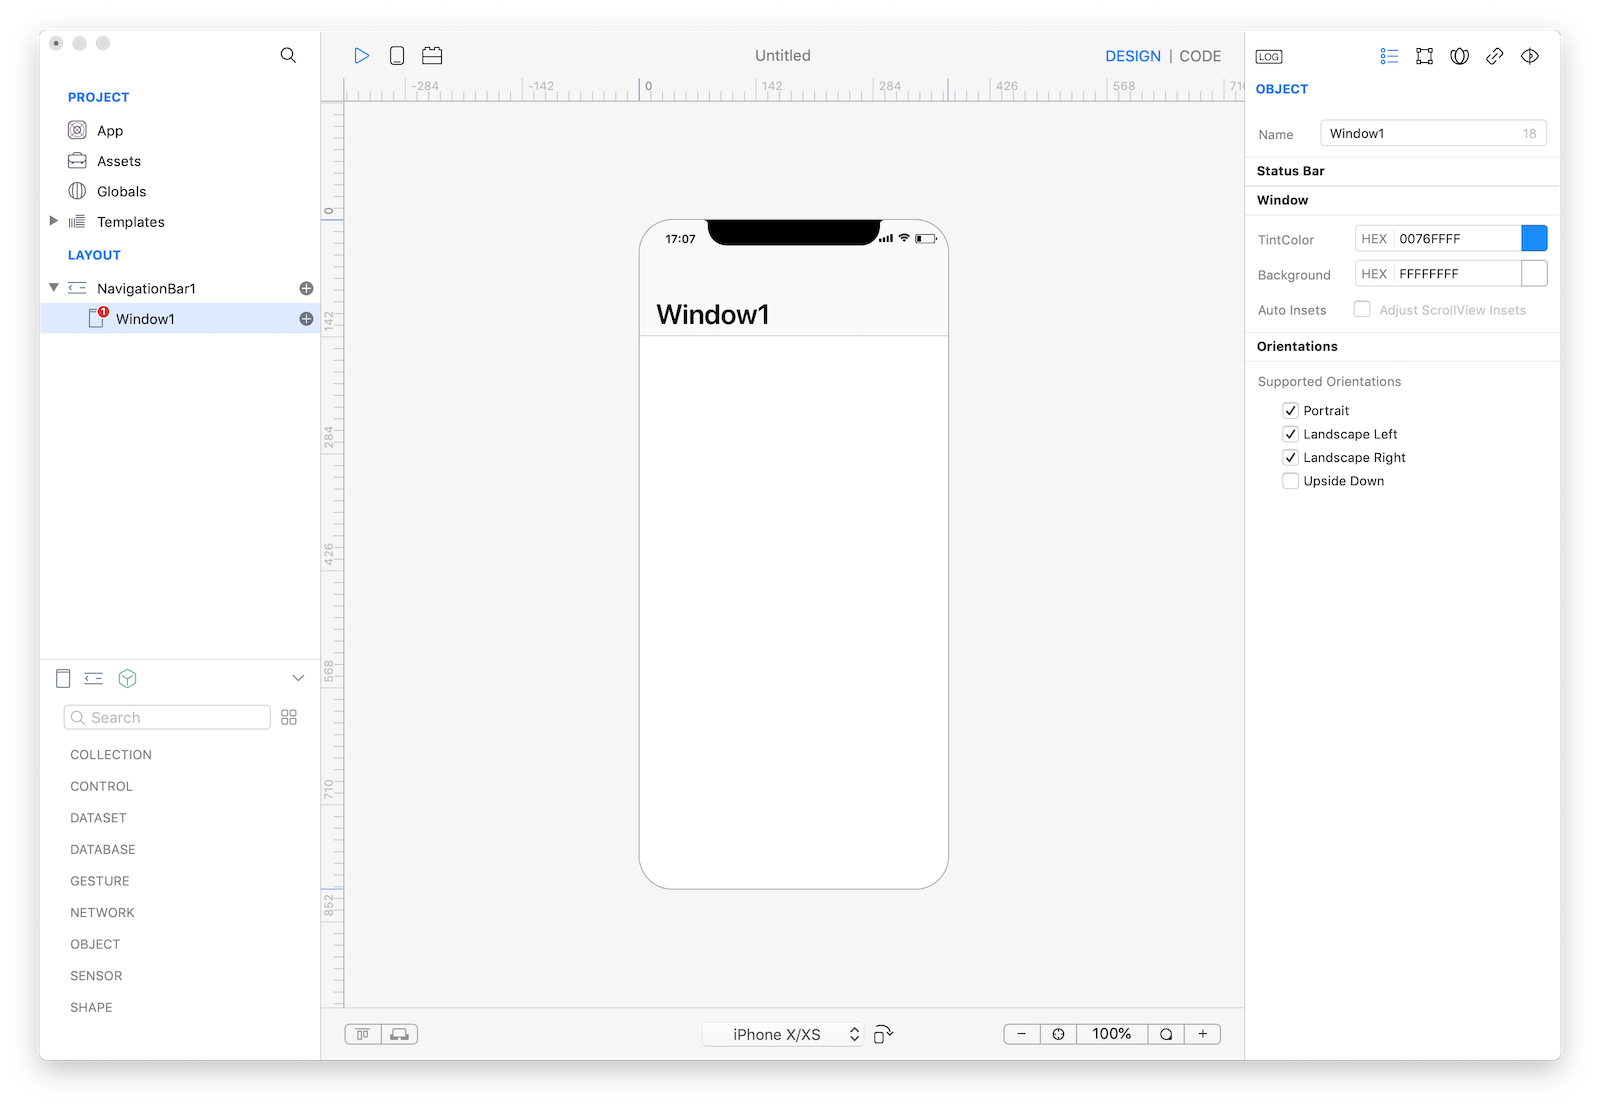 Untitled
DESIGN | CODE
LOG
PROJECT
App
Assets
Globals
Templates
LAYOUT
NavigationBar1
1
Window1
COLLECTION
CONTROL
DATASET
DATABASE
GESTURE
NETWORK
OBJECT
SENSOR
SHAPE
Search
-284
-142
0
142
284
426
568
710
0
142
284
426
568
710
852
17:07
Window1
iPhone X/XS
− 100% +
OBJECT
Name Window1 18
Status Bar
Window
TintColor HEX 0076FFFF
Background HEX FFFFFFFF
Auto Insets Adjust ScrollView Insets
Orientations
Supported Orientations
Portrait
Landscape Left
Landscape Right
Upside Down